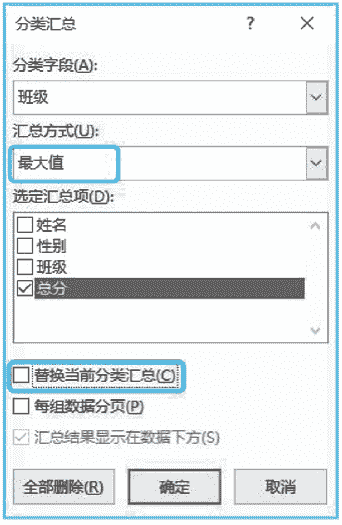 分类汇总 ? ×
分类字段(A):
班级
汇总方式(U):
最大值
选定汇总项(D):
姓名
性别
班级
总分
替换当前分类汇总(C)
每组数据分页(P)
汇总结果显示在数据下方(S)
全部删除(R) 确定 取消